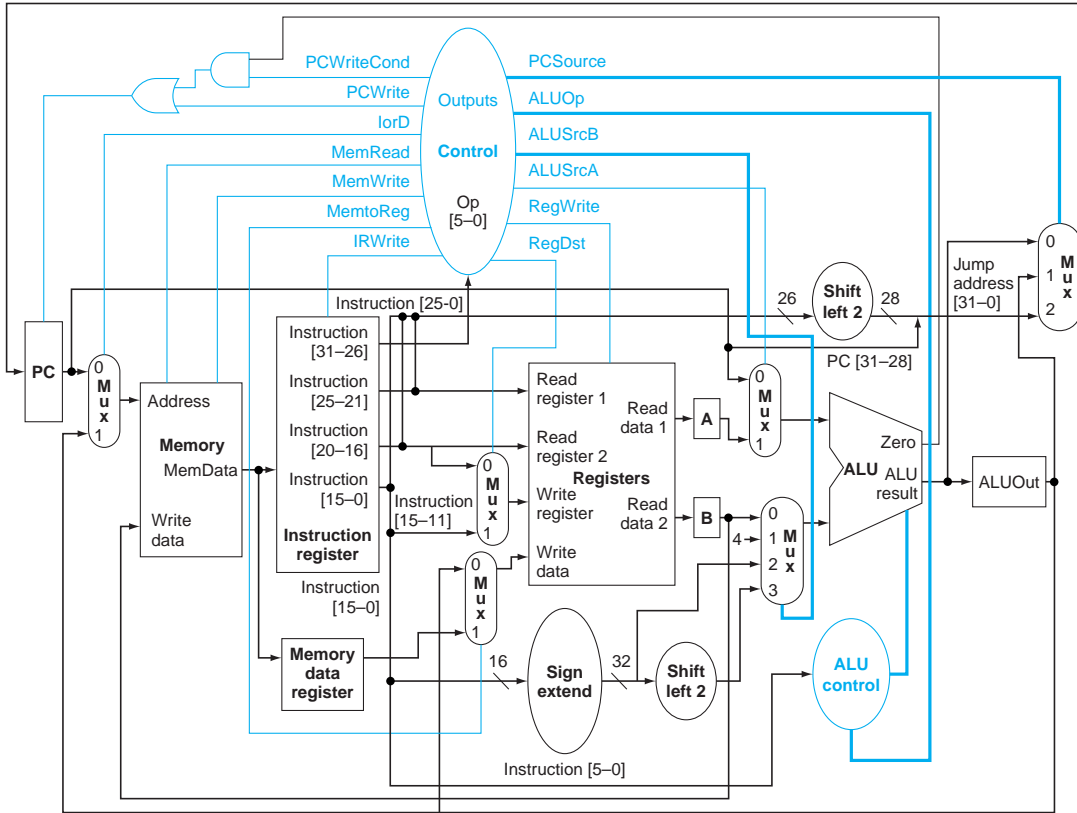 PCWriteCond
PCWrite
IorD
MemRead
MemWrite
MemtoReg
IRWrite
Outputs
Control
Op
[5–0]
PCSource
ALUOp
ALUSrcB
ALUSrcA
RegWrite
RegDst
PC
0
M
u
x
1
Address
Memory
MemData
Write
data
Instruction [25-0]
Instruction
[31–26]
Instruction
[25–21]
Instruction
[20–16]
Instruction
[15–0]
Instruction
register
Instruction
[15–0]
Instruction
[15–11]
Memory
data
register
0
M
u
x
1
0
M
u
x
1
Read
register 1
Read
register 2
Registers
Write
register
Write
data
Read
data 1
Read
data 2
A
B
16
Sign
extend
32
Shift
left 2
Instruction [5–0]
26
Shift
left 2
28
PC [31–28]
Jump
address
[31–0]
0
M
u
x
1
4
0
1
2
3
M
u
x
Zero
ALU
ALU
result
ALUOut
ALU
control
0
1
2
M
u
x